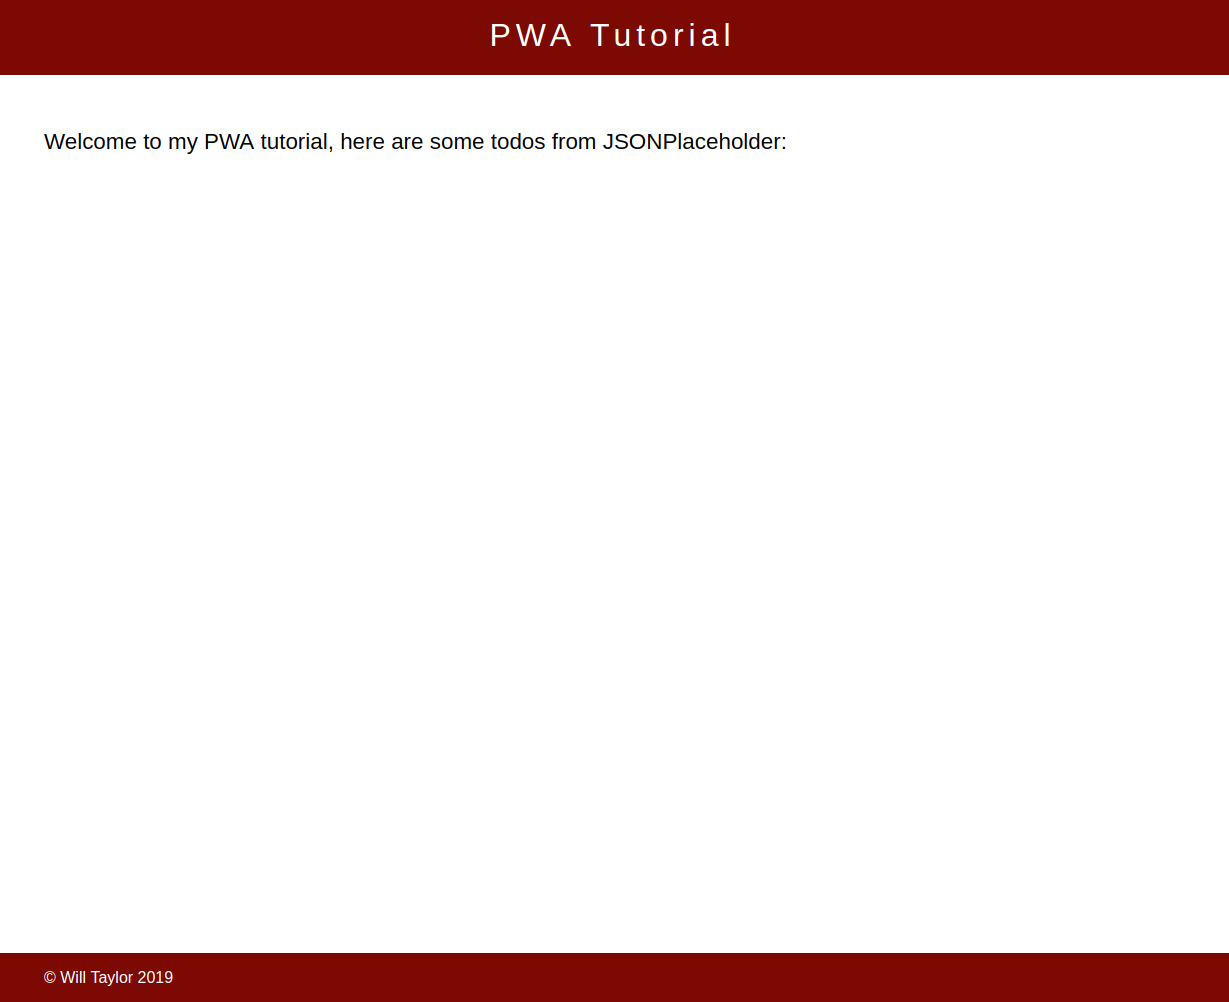 PWA Tutorial
Welcome to my PWA tutorial, here are some todos from JSONPlaceholder:
© Will Taylor 2019